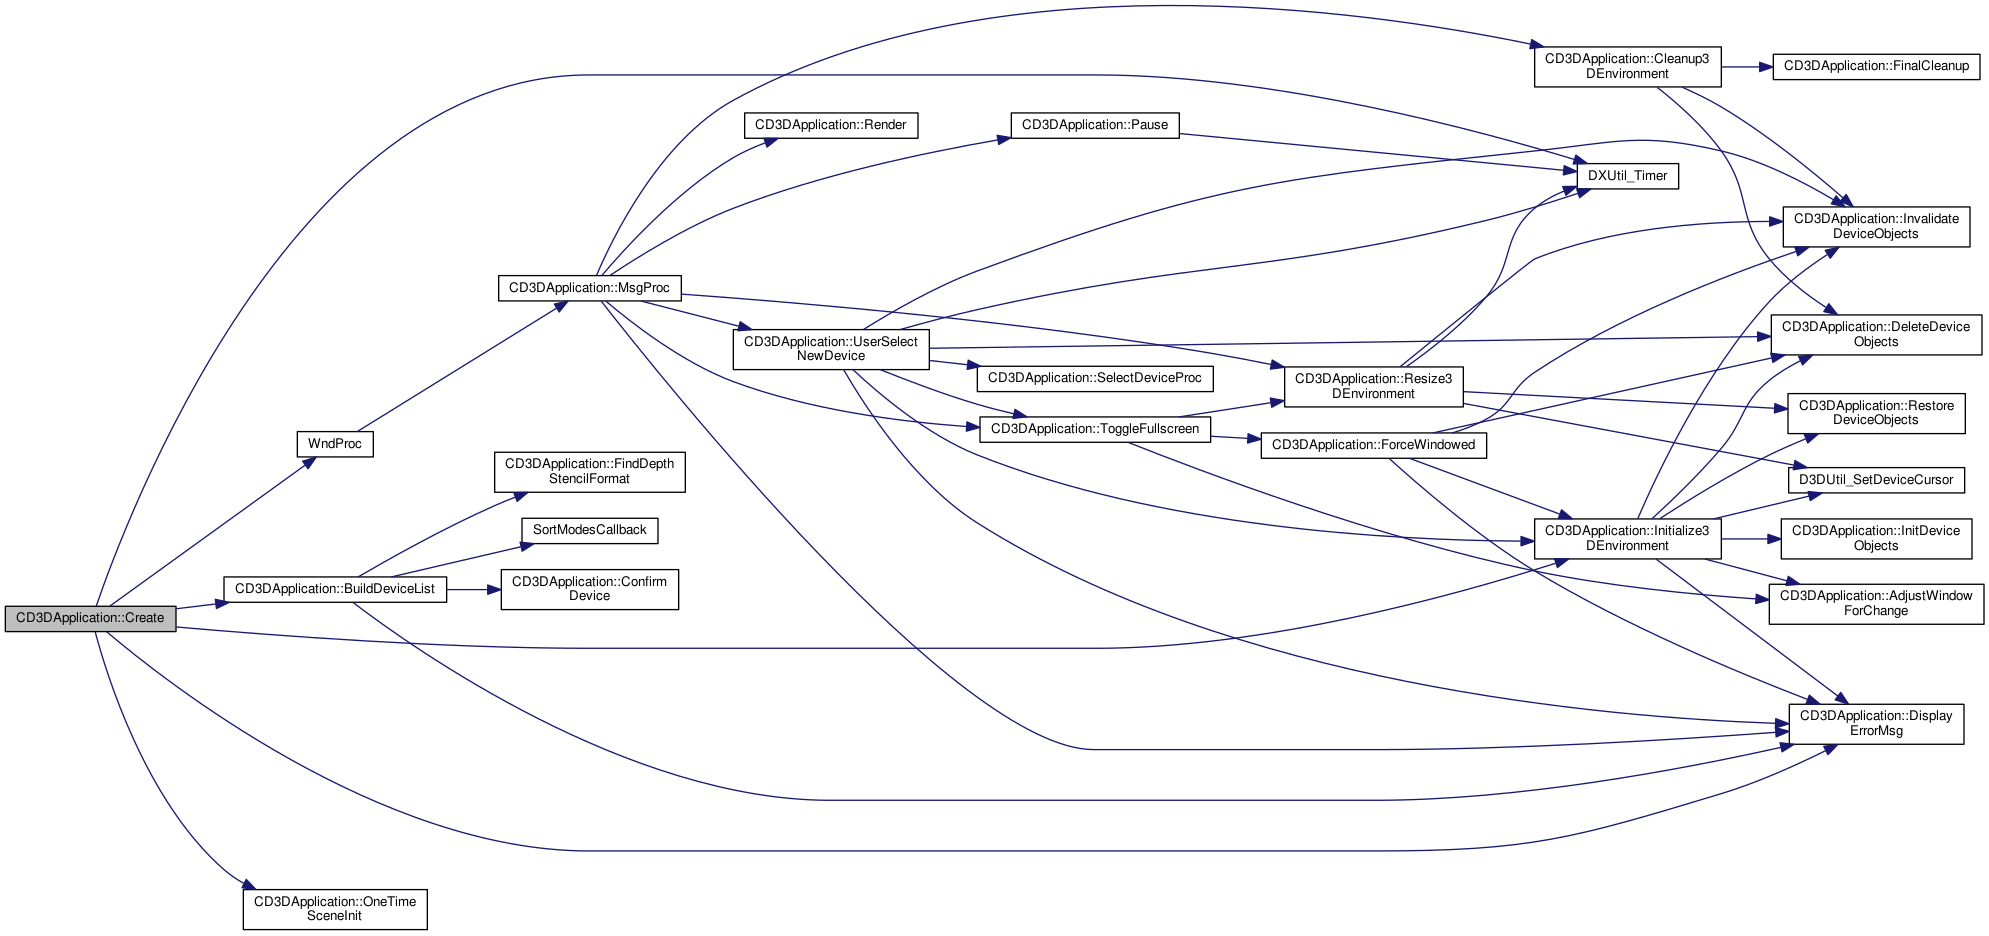 CD3DApplication::Cleanup3
DEnvironment
CD3DApplication::FinalCleanup
CD3DApplication::Render
CD3DApplication::Pause
DXUtil_Timer
CD3DApplication::Invalidate
DeviceObjects
CD3DApplication::MsgProc
CD3DApplication::UserSelect
NewDevice
CD3DApplication::DeleteDevice
Objects
CD3DApplication::SelectDeviceProc
CD3DApplication::Resize3
DEnvironment
CD3DApplication::Restore
DeviceObjects
CD3DApplication::ToggleFullscreen
WndProc
CD3DApplication::ForceWindowed
CD3DApplication::FindDepth
StencilFormat
D3DUtil_SetDeviceCursor
SortModesCallback
CD3DApplication::Initialize3
DEnvironment
CD3DApplication::InitDevice
Objects
CD3DApplication::BuildDeviceList
CD3DApplication::Confirm
Device
CD3DApplication::AdjustWindow
ForChange
CD3DApplication::Create
CD3DApplication::Display
ErrorMsg
CD3DApplication::OneTime
SceneInit